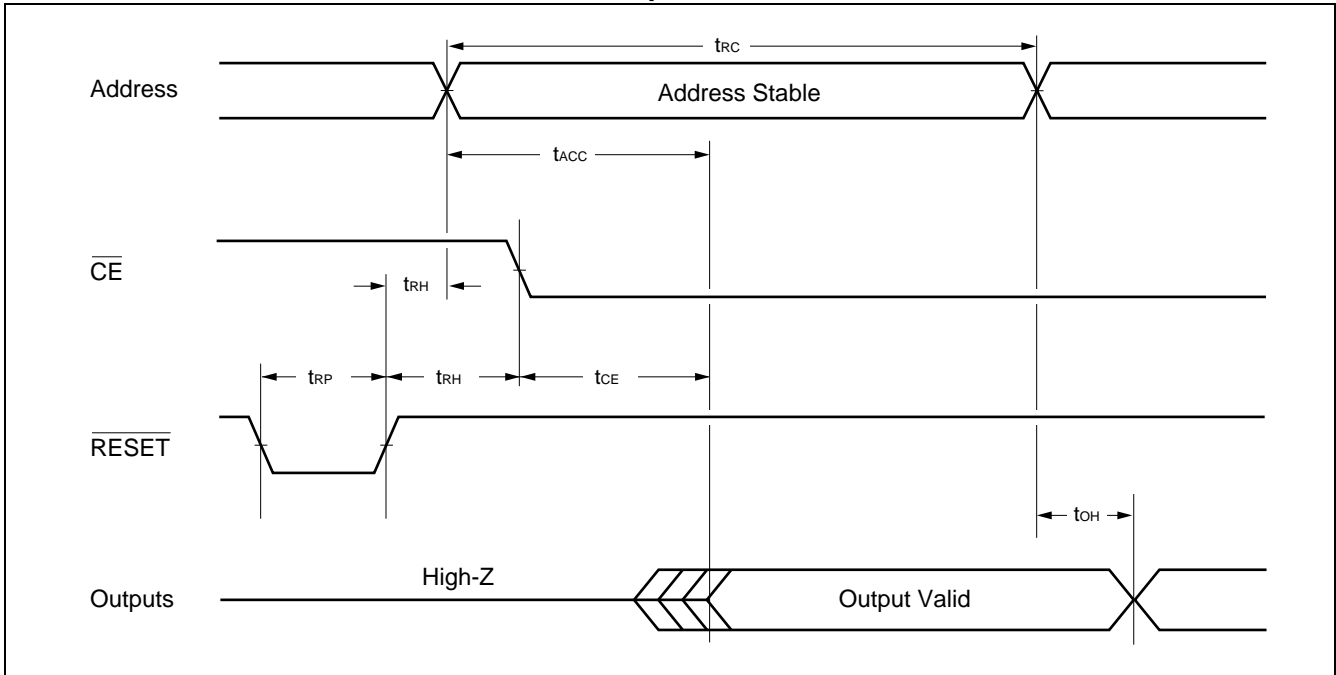 tRC
Address
Address Stable
tACC
CE
tRH
tRP
tRH
tCE
RESET
tOH
High-Z
Outputs
Output Valid